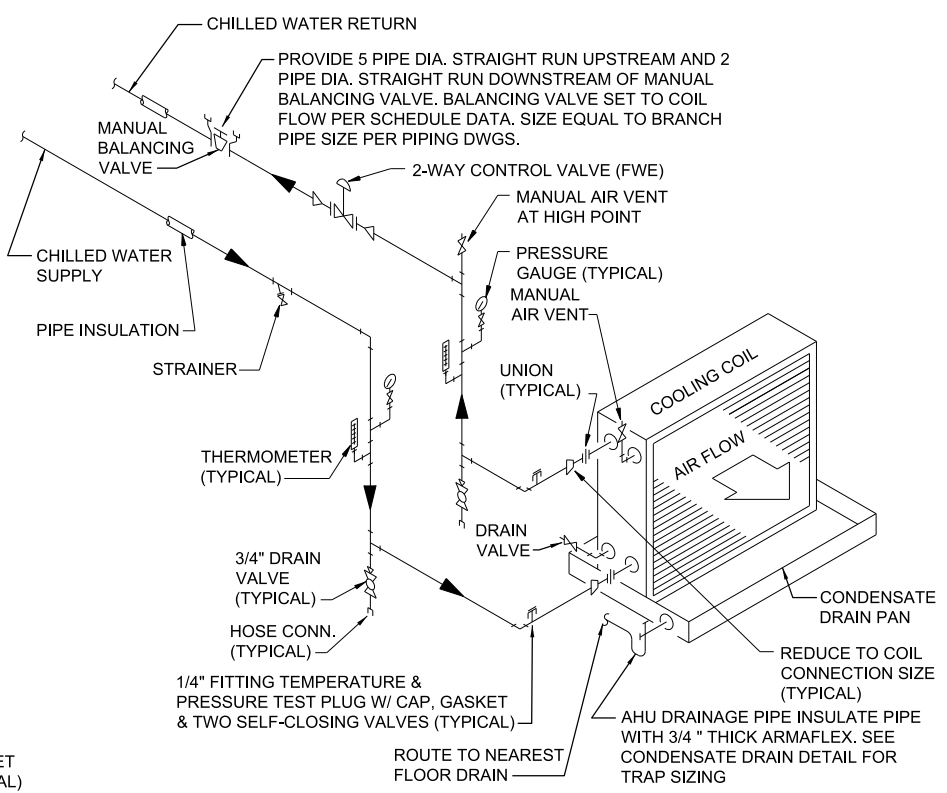 CHILLED WATER RETURN
PROVIDE 5 PIPE DIA. STRAIGHT RUN UPSTREAM AND 2
PIPE DIA. STRAIGHT RUN DOWNSTREAM OF MANUAL
BALANCING VALVE. BALANCING VALVE SET TO COIL
FLOW PER SCHEDULE DATA. SIZE EQUAL TO BRANCH
PIPE SIZE PER PIPING DWGS.
MANUAL
BALANCING
VALVE
2-WAY CONTROL VALVE (FWE)
MANUAL AIR VENT
AT HIGH POINT
CHILLED WATER
SUPPLY
PRESSURE
GAUGE (TYPICAL)
MANUAL
AIR VENT
PIPE INSULATION
STRAINER
UNION
(TYPICAL)
COOLING COIL
AIR FLOW
THERMOMETER
(TYPICAL)
DRAIN
VALVE
3/4" DRAIN
VALVE
(TYPICAL)
CONDENSATE
DRAIN PAN
HOSE CONN.
(TYPICAL)
REDUCE TO COIL
CONNECTION SIZE
(TYPICAL)
1/4" FITTING TEMPERATURE &
PRESSURE TEST PLUG W/ CAP, GASKET
& TWO SELF-CLOSING VALVES (TYPICAL)
AHU DRAINAGE PIPE INSULATE PIPE
WITH 3/4 " THICK ARMAFLEX. SEE
CONDENSATE DRAIN DETAIL FOR
TRAP SIZING
ROUTE TO NEAREST
FLOOR DRAIN
ET
AL)